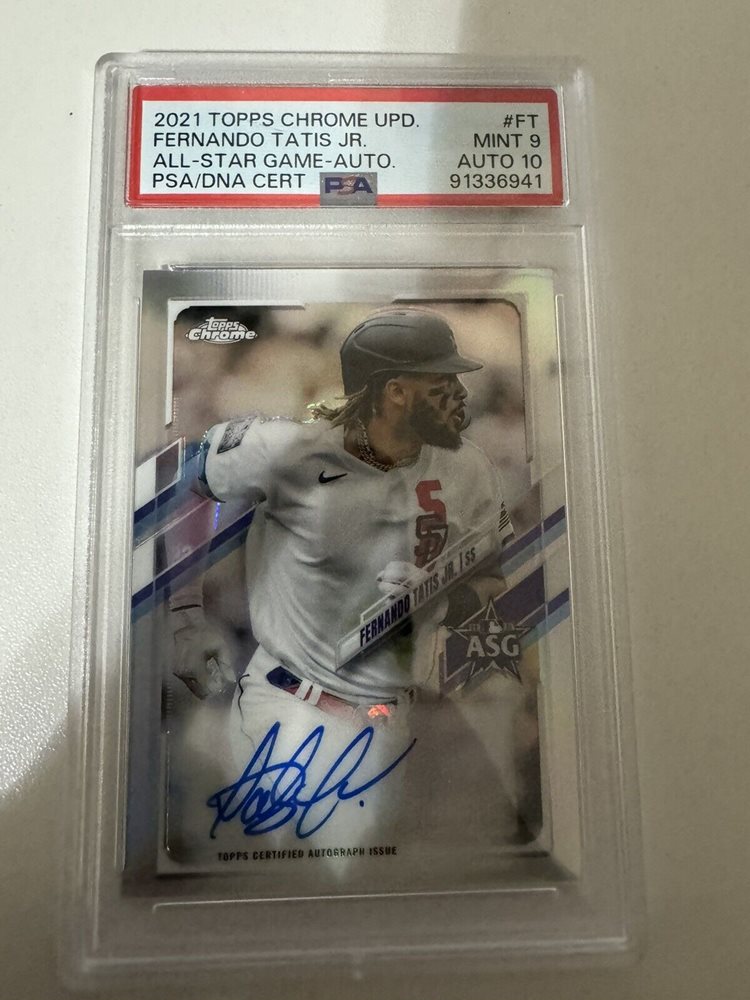 2021 TOPPS CHROME UPD. #FT
FERNANDO TATIS JR. MINT 9
ALL-STAR GAME-AUTO. AUTO 10
PSA/DNA CERT PSA 91336941
Topps
Chrome
S
SD
FERNANDO TATIS JR. | SS
ASG
TOPPS CERTIFIED AUTOGRAPH ISSUE